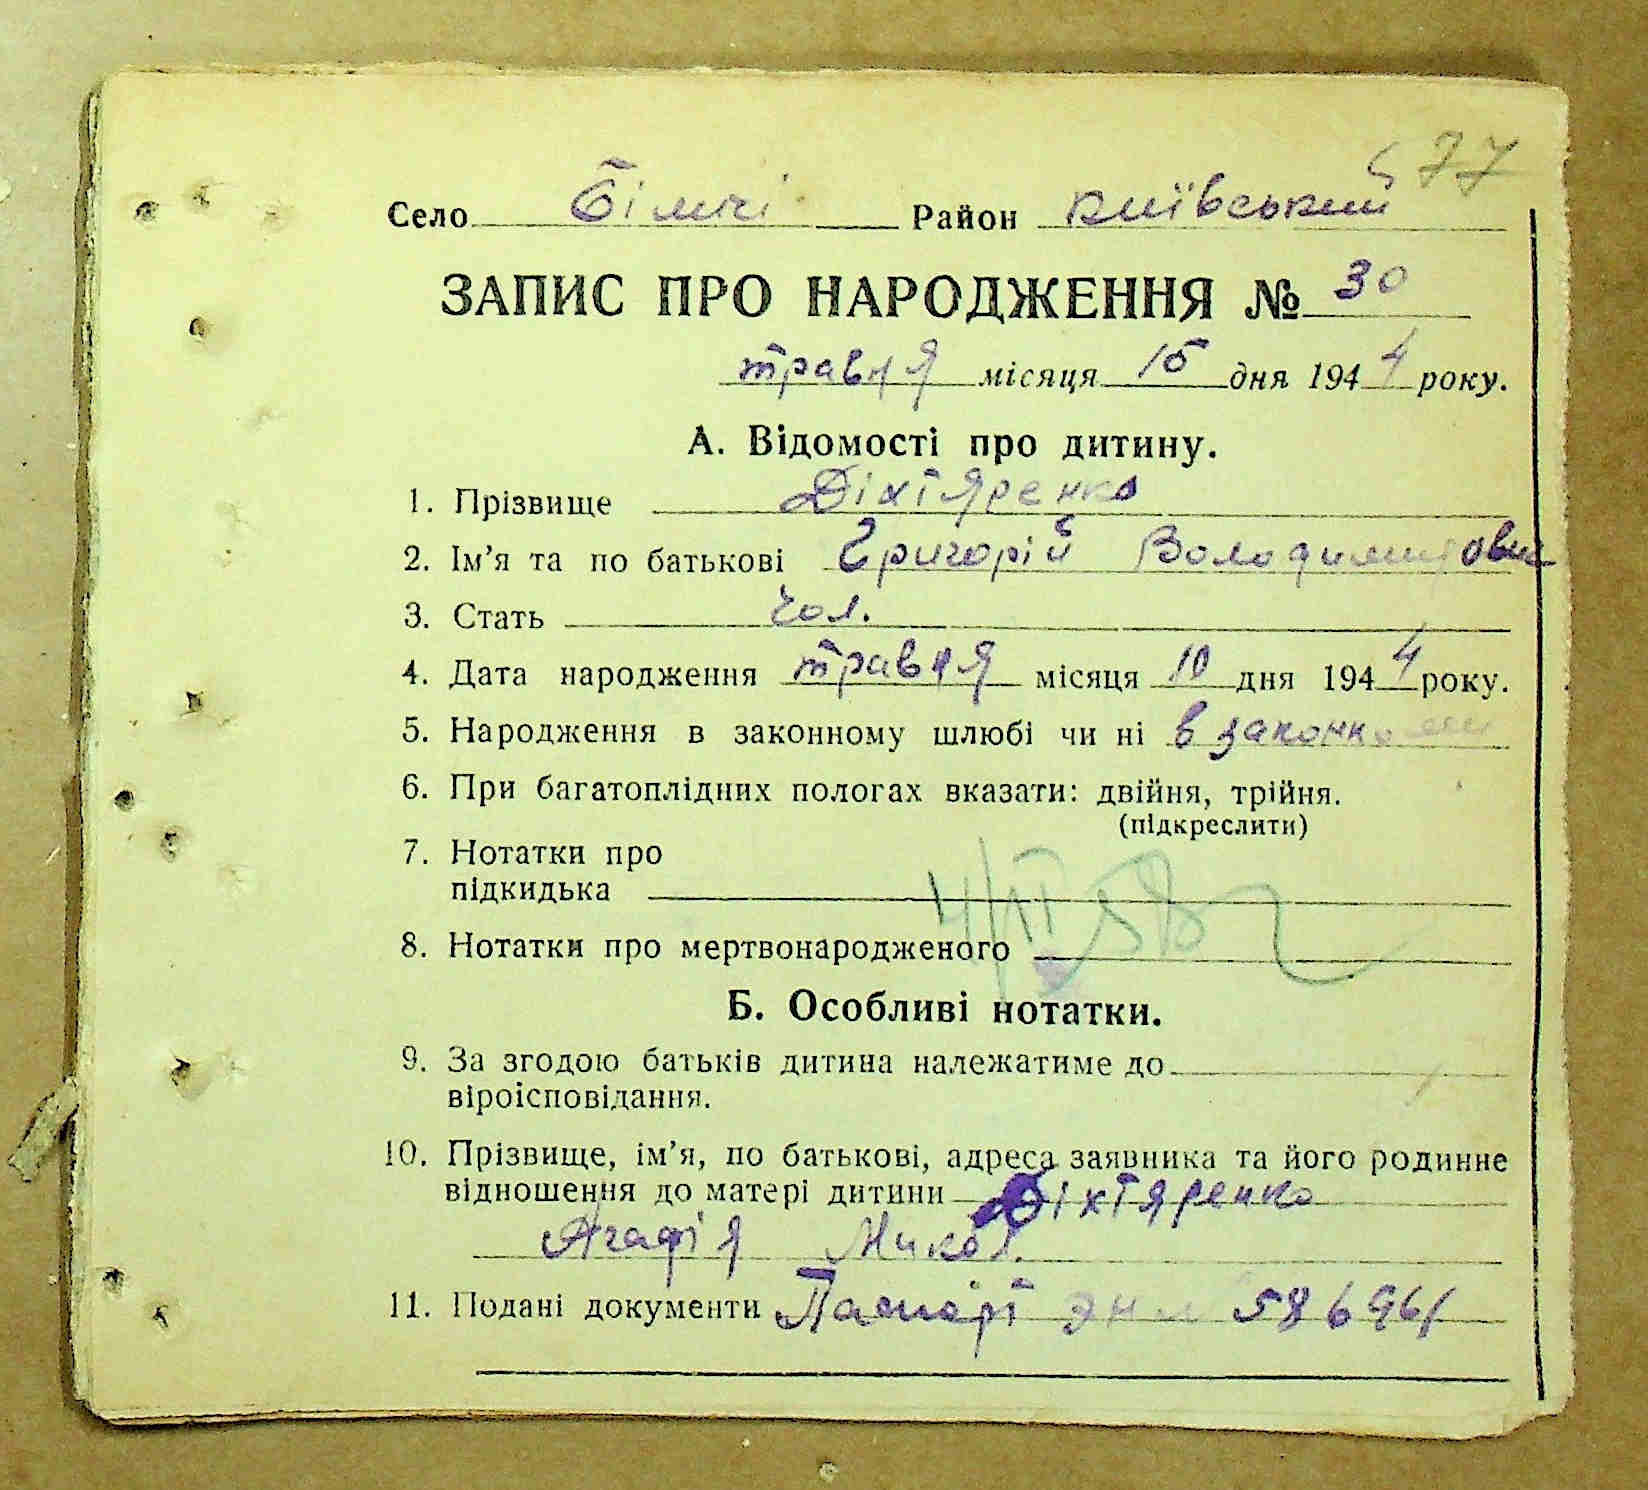 77
Село Біличі Район Київський
ЗАПИС ПРО НАРОДЖЕННЯ № 30
травня місяця 15 дня 1944 року.
А. Відомості про дитину.
1. Прізвище Діхтяренко
2. Ім'я та по батькові Григорій Володимирович
3. Стать Чол.
4. Дата народження травня місяця 10 дня 1944 року.
5. Народження в законному шлюбі чи ні в законном
6. При багатоплідних пологах вказати: двійня, трійня.
(підкреслити)
7. Нотатки про
підкидька
8. Нотатки про мертвонародженого
Б. Особливі нотатки.
9. За згодою батьків дитина належатиме до
віроісповідання.
10. Прізвище, ім'я, по батькові, адреса заявника та його родинне
відношення до матері дитини Діхтяренко
Агафія Микол.
11. Подані документи Паспорт